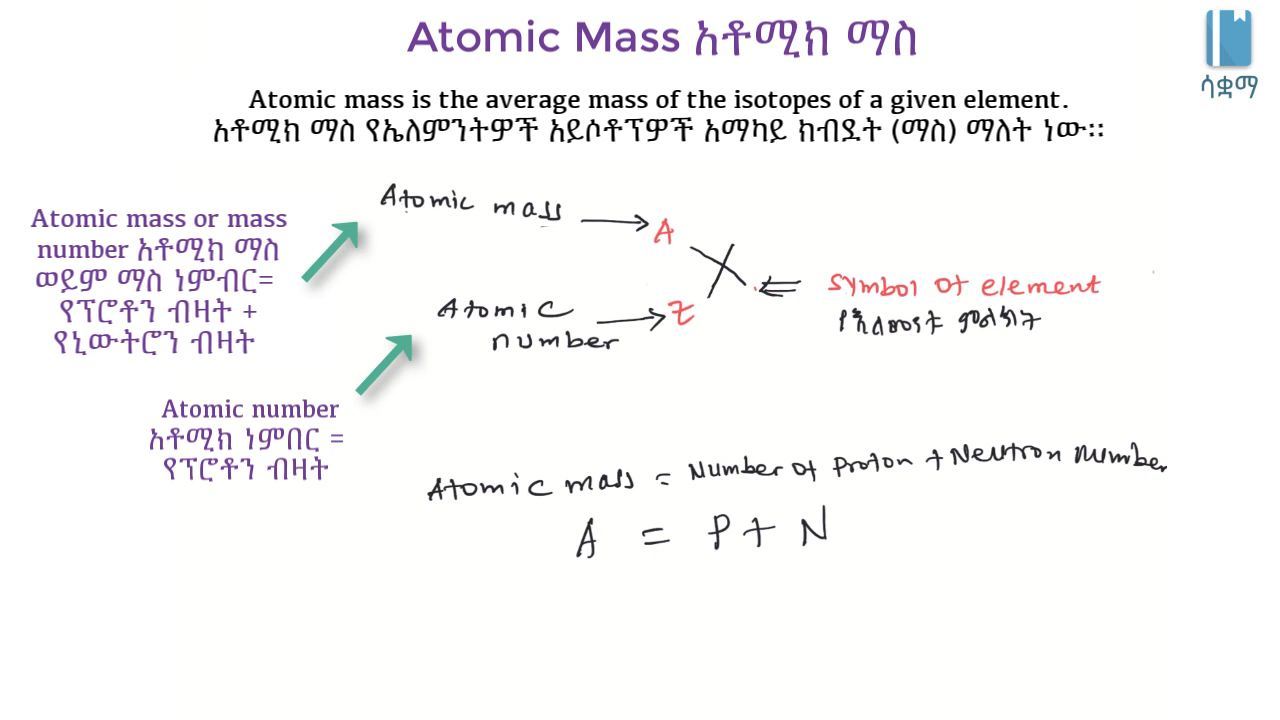 Atomic Mass አቶሚክ ማስ
ሳቋማ
Atomic mass is the average mass of the isotopes of a given element.
አቶሚክ ማስ የኤለምንትዎች አይሶቶፕዎች አማካይ ክብደት (ማስ) ማለት ነው።
Atomic mass or mass
number አቶሚክ ማስ
ወይም ማስ ነምብር=
የፕሮቶን ብዛት +
የኒውትሮን ብዛት
Atomic mass
A
X
Symbol of element
የኤለመንቱ ምልክት
Atomic
number
Z
Atomic number
አቶሚክ ነምበር =
የፕሮቶን ብዛት
Atomic mass = Number of Proton + Neutron Number
A = P + N